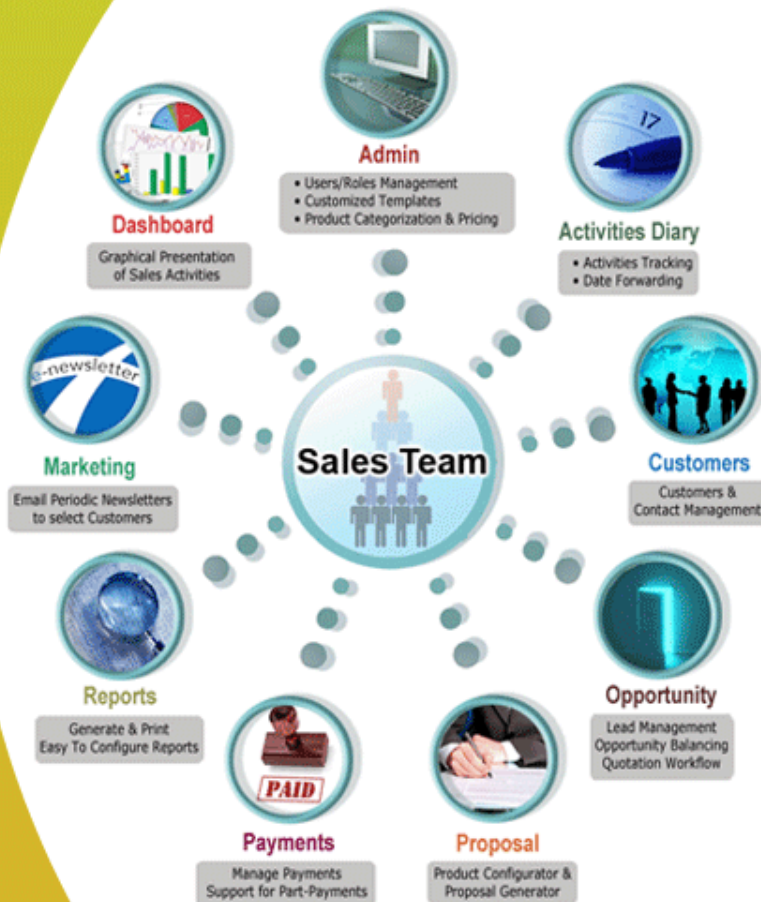 Admin
• Users/Roles Management
• Customized Templates
• Product Categorization & Pricing
17
Activities Diary
• Activities Tracking
• Date Forwarding
Dashboard
Graphical Presentation
of Sales Activities
e-newsletter
Marketing
Email Periodic Newsletters
to select Customers
Sales Team
Customers
Customers &
Contact Management
Reports
Generate & Print
Easy To Configure Reports
Opportunity
Lead Management
Opportunity Balancing
Quotation Workflow
PAID
Payments
Manage Payments
Support for Part-Payments
Proposal
Product Configurator &
Proposal Generator